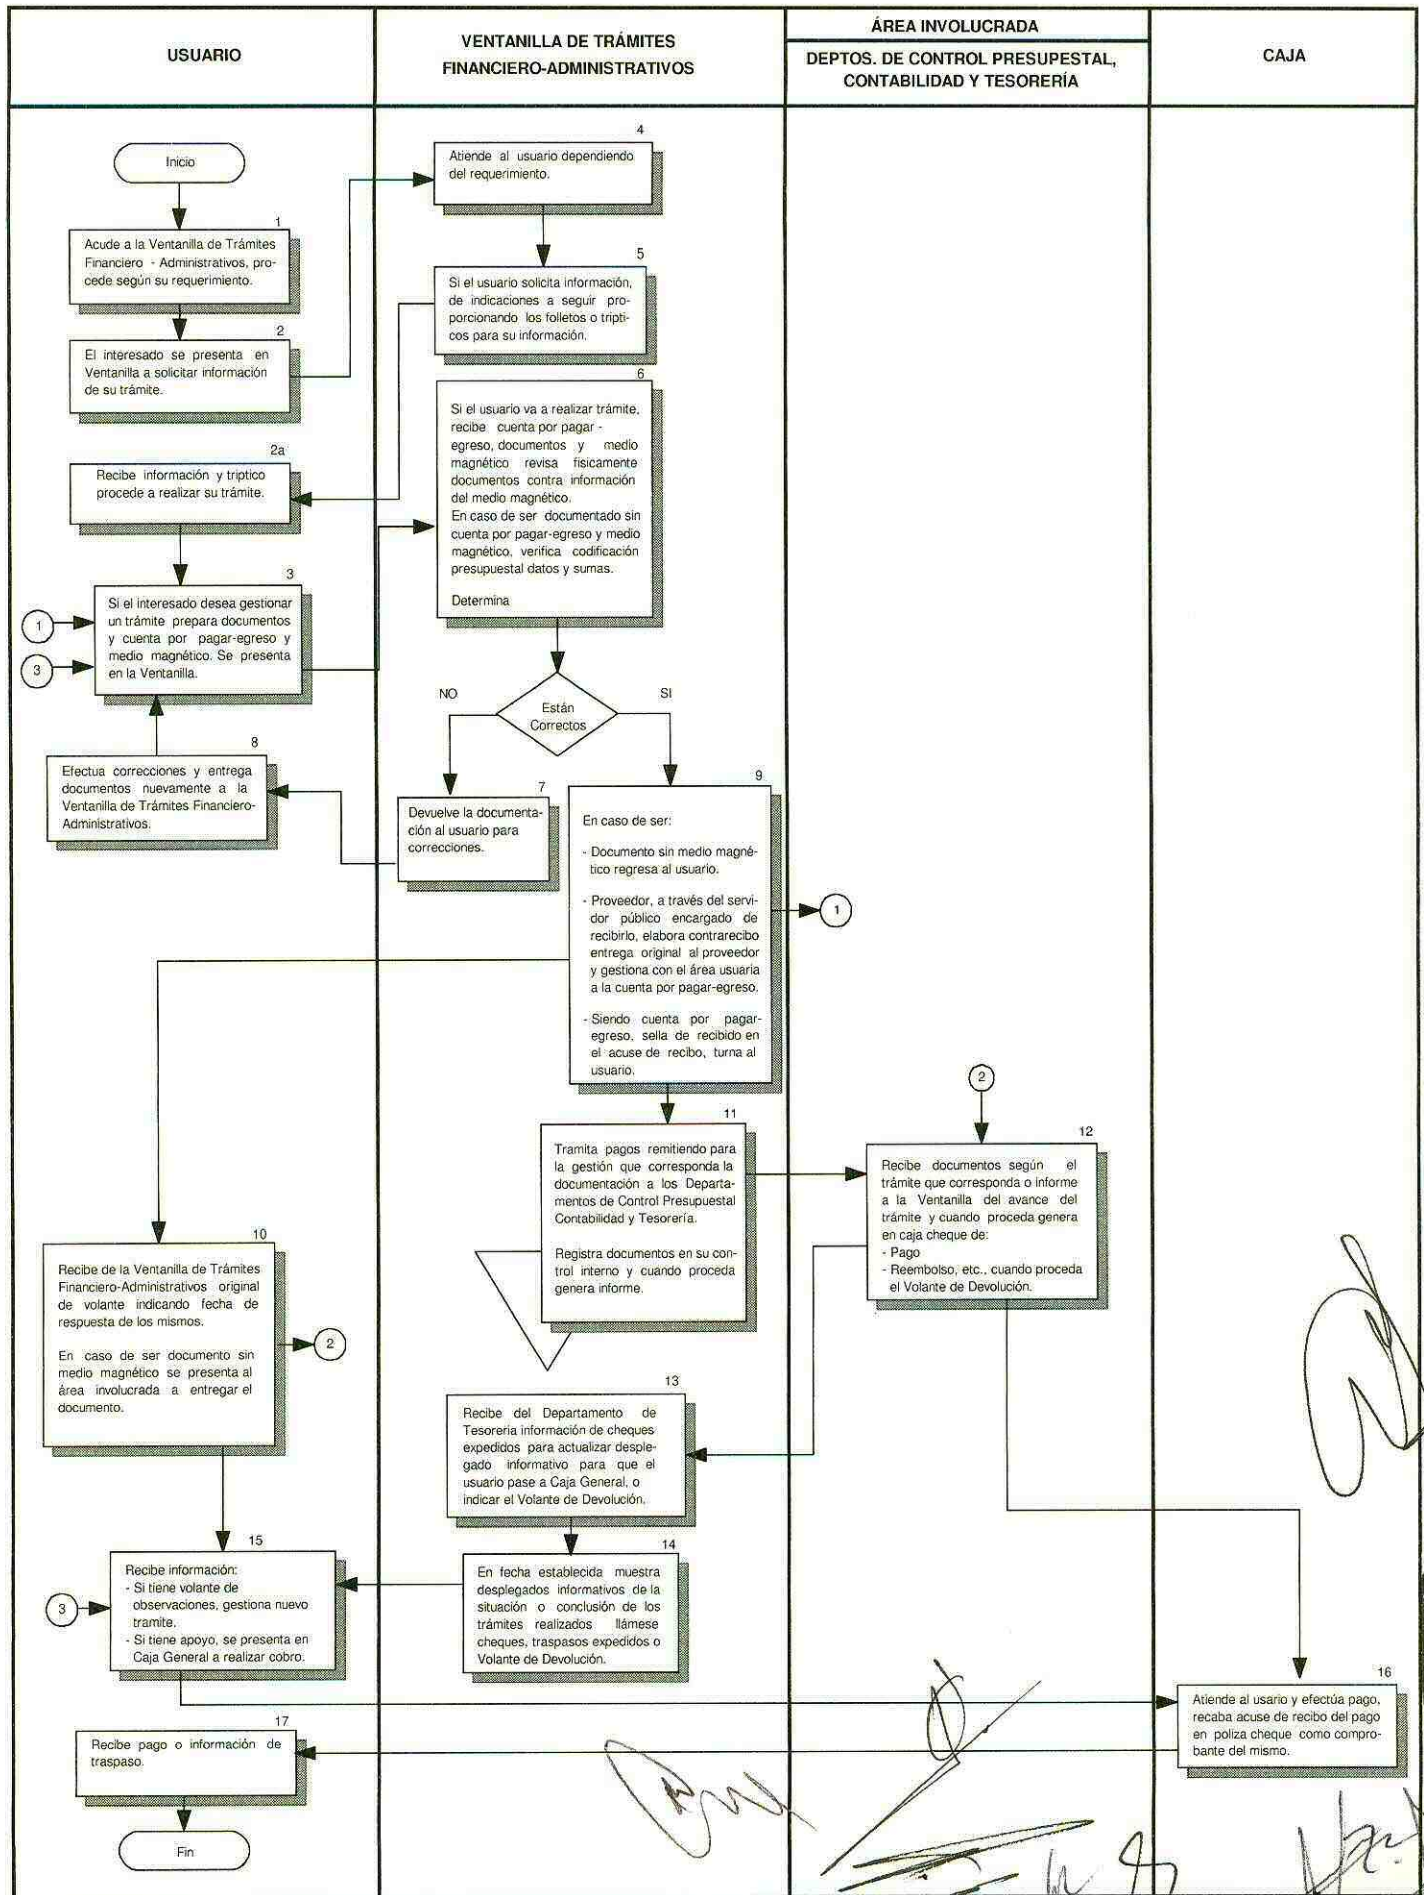 USUARIO
VENTANILLA DE TRÁMITES
FINANCIERO-ADMINISTRATIVOS
ÁREA INVOLUCRADA
DEPTOS. DE CONTROL PRESUPESTAL,
CONTABILIDAD Y TESORERÍA
CAJA
Inicio
1
Acude a la Ventanilla de Trámites
Financiero - Administrativos, pro-
cede según su requerimiento.
2
El interesado se presenta en
Ventanilla a solicitar información
de su trámite.
4
Atiende al usuario dependiendo
del requerimiento.
5
Si el usuario solicita información,
de indicaciones a seguir pro-
porcionando los folletos o tripti-
cos para su información.
2a
Recibe información y triptico
procede a realizar su trámite.
6
Si el usuario va a realizar trámite,
recibe cuenta por pagar -
egreso, documentos y medio
magnético revisa fisicamente
documentos contra información
del medio magnético.
En caso de ser documentado sin
cuenta por pagar-egreso y medio
magnético, verifica codificación
presupuestal datos y sumas.
Determina
3
Si el interesado desea gestionar
un trámite prepara documentos
y cuenta por pagar-egreso y
medio magnético. Se presenta
en la Ventanilla.
1
3
NO
SI
Están
Correctos
8
Efectua correcciones y entrega
documentos nuevamente a la
Ventanilla de Trámites Financiero-
Administrativos.
7
Devuelve la documenta-
ción al usuario para
correcciones.
9
En caso de ser:
- Documento sin medio magné-
tico regresa al usuario.
- Proveedor, a través del servi-
dor público encargado de
recibirlo, elabora contrarecibo
entrega original al proveedor
y gestiona con el área usuaria
a la cuenta por pagar-egreso.
- Siendo cuenta por pagar-
egreso, sella de recibido en
el acuse de recibo, turna al
usuario.
1
2
11
Tramita pagos remitiendo para
la gestión que corresponda la
documentación a los Departa-
mentos de Control Presupuestal
Contabilidad y Tesorería.
Registra documentos en su con-
trol interno y cuando proceda
genera informe.
12
Recibe documentos según el
trámite que corresponda o informe
a la Ventanilla del avance del
trámite y cuando proceda genera
en caja cheque de:
- Pago
- Reembolso, etc., cuando proceda
el Volante de Devolución.
10
Recibe de la Ventanilla de Trámites
Financiero-Administrativos original
de volante indicando fecha de
respuesta de los mismos.
En caso de ser documento sin
medio magnético se presenta al
área involucrada a entregar el
documento.
2
13
Recibe del Departamento de
Tesoreria información de cheques
expedidos para actualizar desple-
gado informativo para que el
usuario pase a Caja General, o
indicar el Volante de Devolución.
15
Recibe información:
- Si tiene volante de
observaciones, gestiona nuevo
tramite.
- Si tiene apoyo, se presenta en
Caja General a realizar cobro.
3
14
En fecha establecida muestra
desplegados informativos de la
situación o conclusión de los
trámites realizados llámese
cheques, traspasos expedidos o
Volante de Devolución.
16
Atiende al usario y efectúa pago,
recaba acuse de recibo del pago
en poliza cheque como compro-
bante del mismo.
17
Recibe pago o información de
traspaso.
Fin